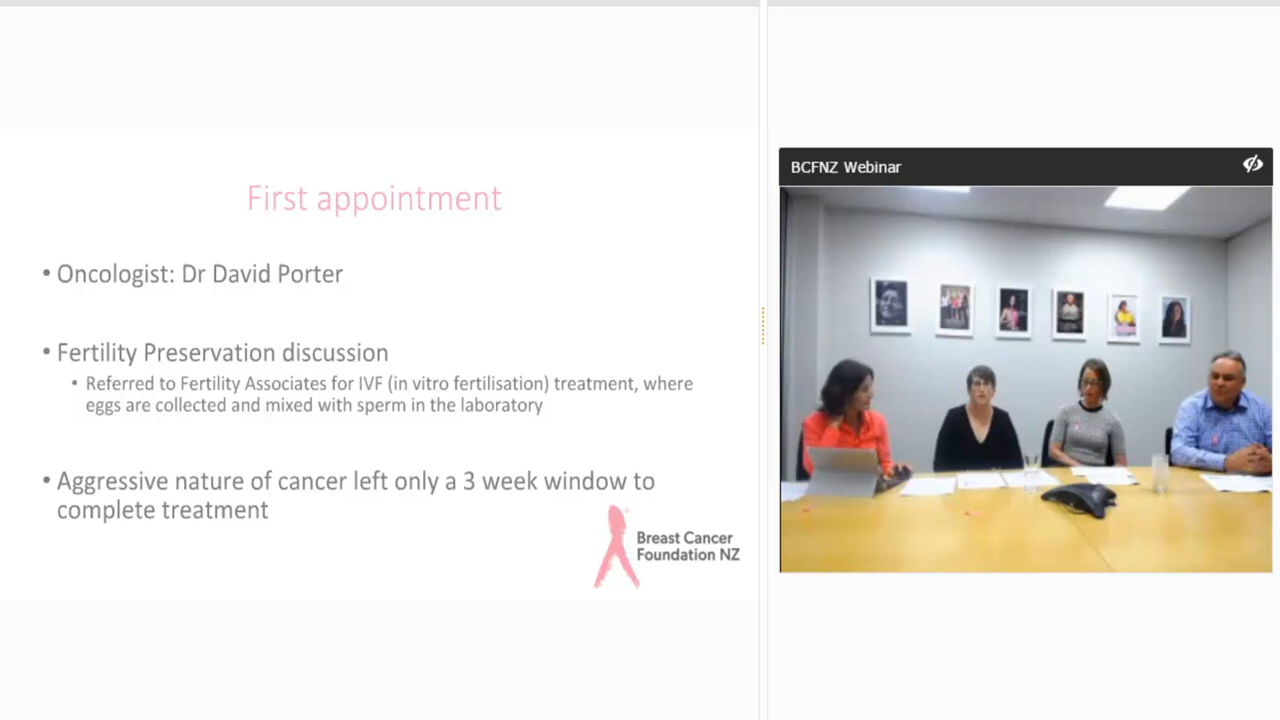 First appointment
• Oncologist: Dr David Porter
• Fertility Preservation discussion
• Referred to Fertility Associates for IVF (in vitro fertilisation) treatment, where
eggs are collected and mixed with sperm in the laboratory
• Aggressive nature of cancer left only a 3 week window to
complete treatment
Breast Cancer
Foundation NZ
BCFNZ Webinar